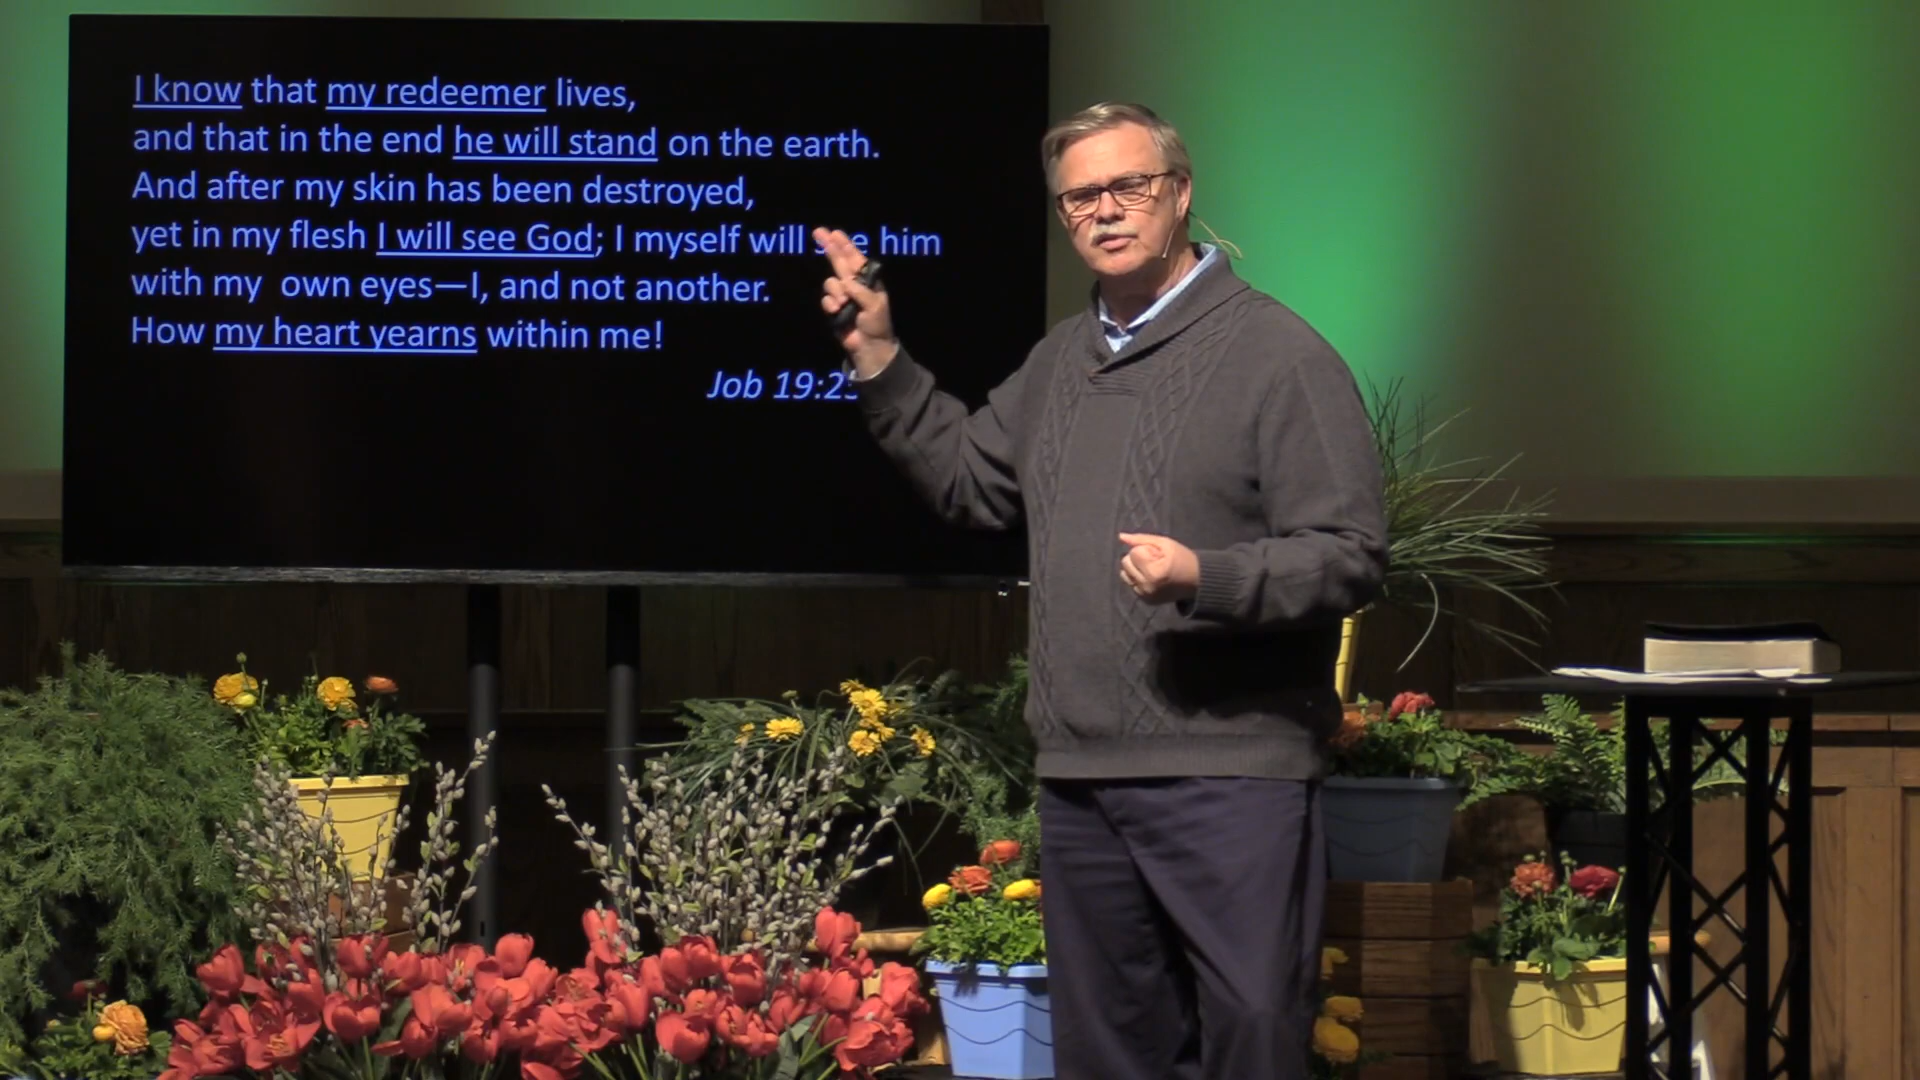 I know that my redeemer lives,
and that in the end he will stand on the earth.
And after my skin has been destroyed,
yet in my flesh I will see God; I myself will see him
with my own eyes—I, and not another.
How my heart yearns within me!
Job